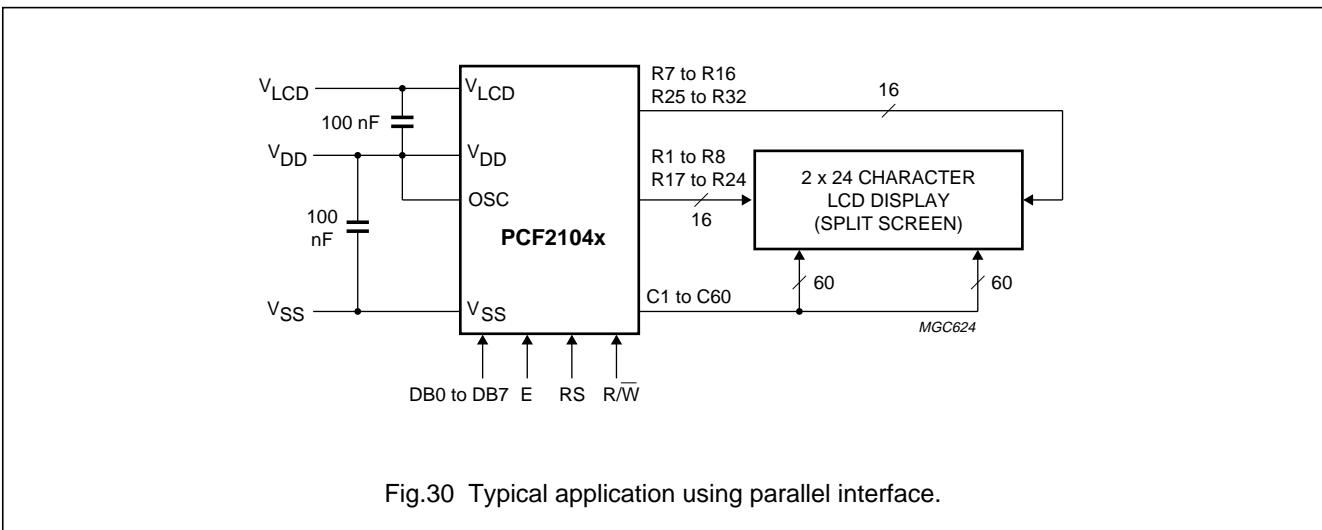 VLCD
100 nF
VDD
100
nF
VSS
VLCD
VDD
OSC
PCF2104x
VSS
R7 to R16
R25 to R32
16
R1 to R8
R17 to R24
16
2 x 24 CHARACTER
LCD DISPLAY
(SPLIT SCREEN)
60
60
C1 to C60
MGC624
DB0 to DB7 E RS R/W̅
Fig.30 Typical application using parallel interface.